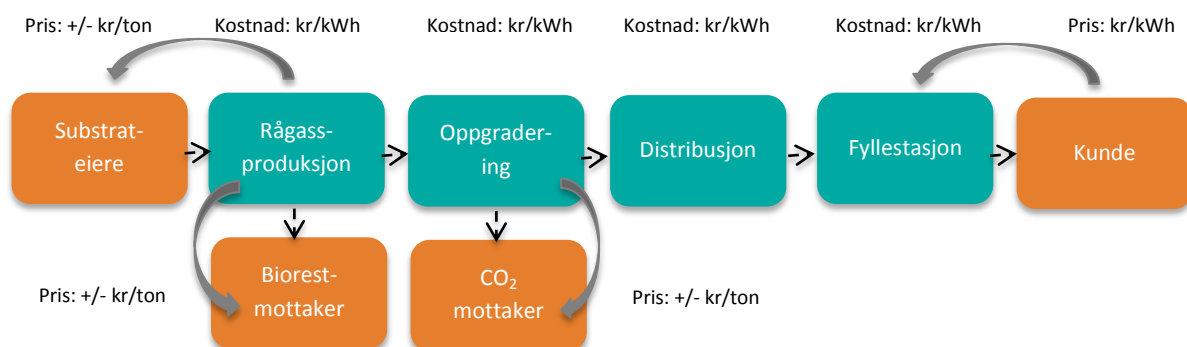 Pris: +/- kr/ton
Kostnad: kr/kWh
Kostnad: kr/kWh
Kostnad: kr/kWh
Kostnad: kr/kWh
Pris: kr/kWh
Substrat-
eiere
Rågass-
produksjon
Oppgrader-
ing
Distribusjon
Fyllestasjon
Kunde
Biorest-
mottaker
CO₂
mottaker
Pris: +/- kr/ton
Pris: +/- kr/ton